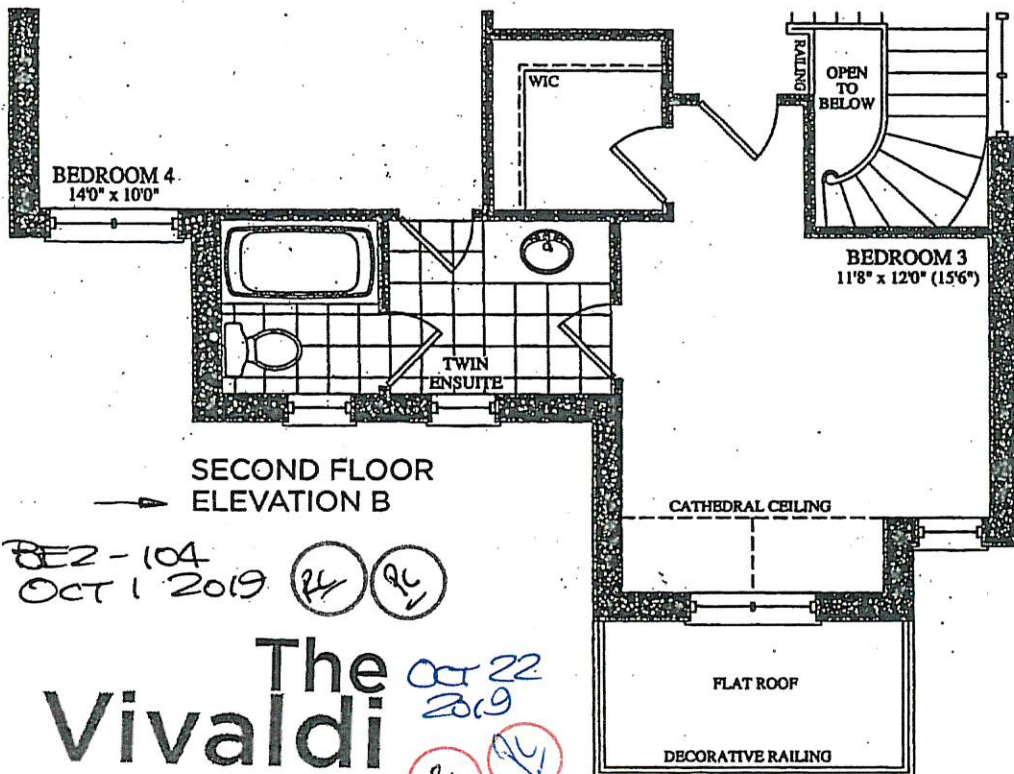 WIC
RAILING
OPEN
TO
BELOW
BEDROOM 4
14'0" x 10'0"
BEDROOM 3
11'8" x 12'0" (15'6")
TWIN
ENSUITE
SECOND FLOOR
ELEVATION B
CATHEDRAL CEILING
BE2-104
OCT 1 2019
The
Vivaldi
OCT 22
2019
FLAT ROOF
DECORATIVE RAILING